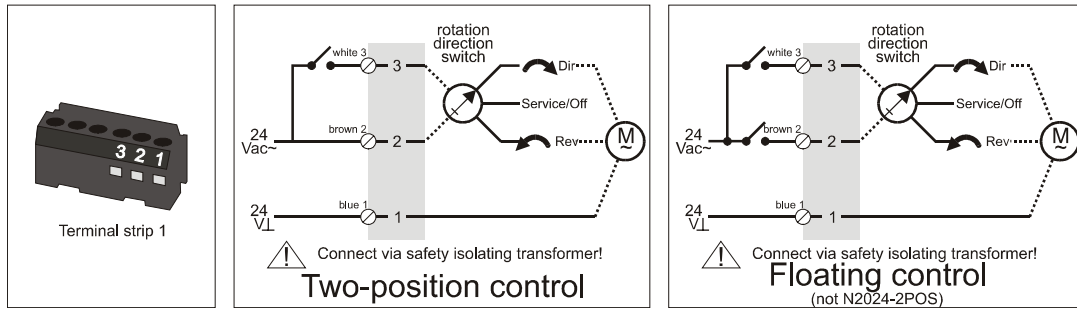 3 2 1
Terminal strip 1
rotation
direction
switch
white 3
3
Dir
Service/Off
24
Vac~
brown 2
2
Rev
M
~
24
V⊥
blue 1
1
! Connect via safety isolating transformer!
Two-position control
rotation
direction
switch
white 3
3
Dir
Service/Off
24
Vac~
brown 2
2
Rev
M
~
24
V⊥
blue 1
1
! Connect via safety isolating transformer!
Floating control
(not N2024-2POS)